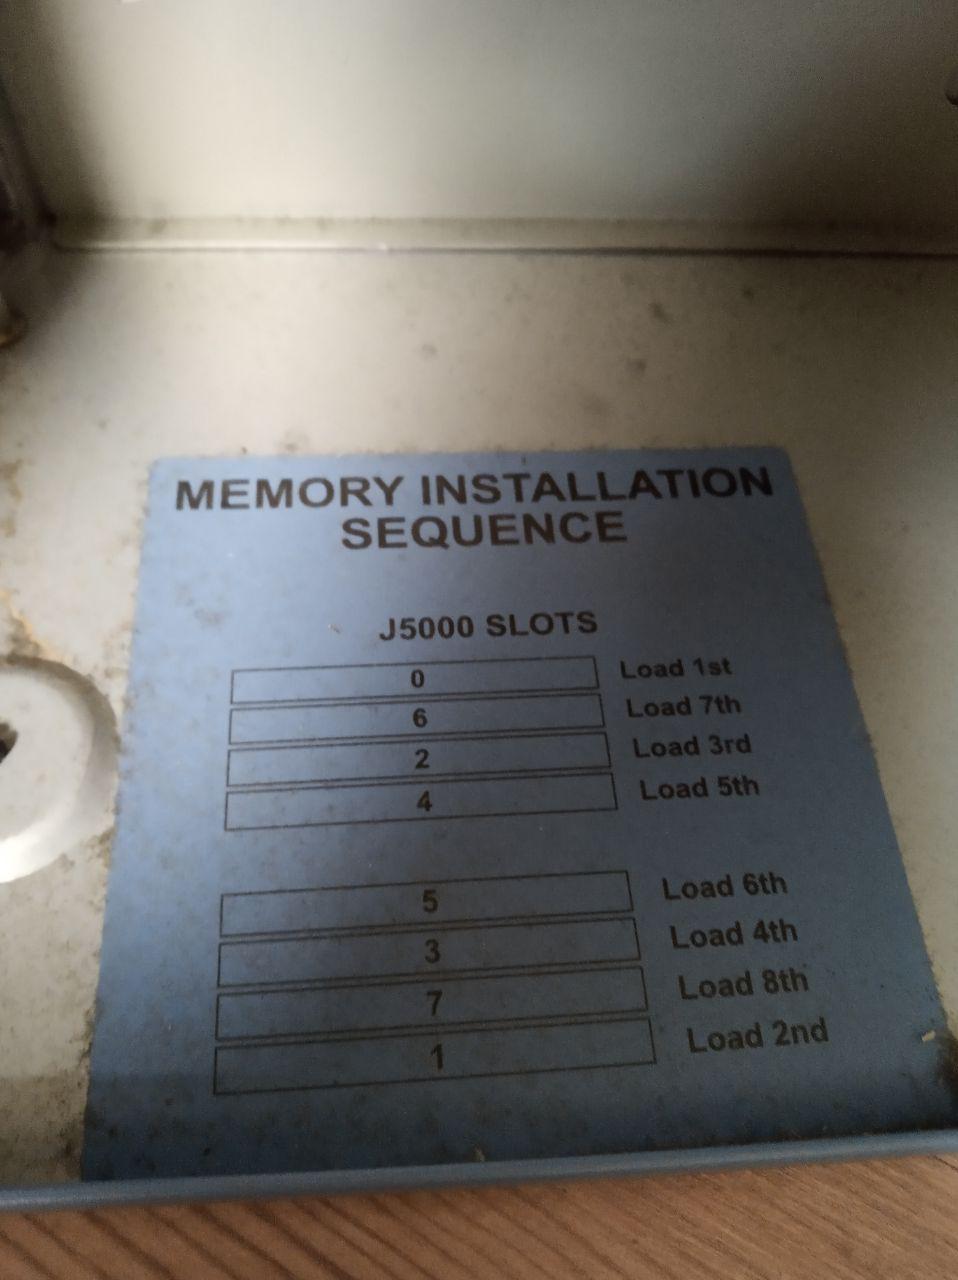 MEMORY INSTALLATION
SEQUENCE
J5000 SLOTS
0 Load 1st
6 Load 7th
2 Load 3rd
4 Load 5th
5 Load 6th
3 Load 4th
7 Load 8th
1 Load 2nd